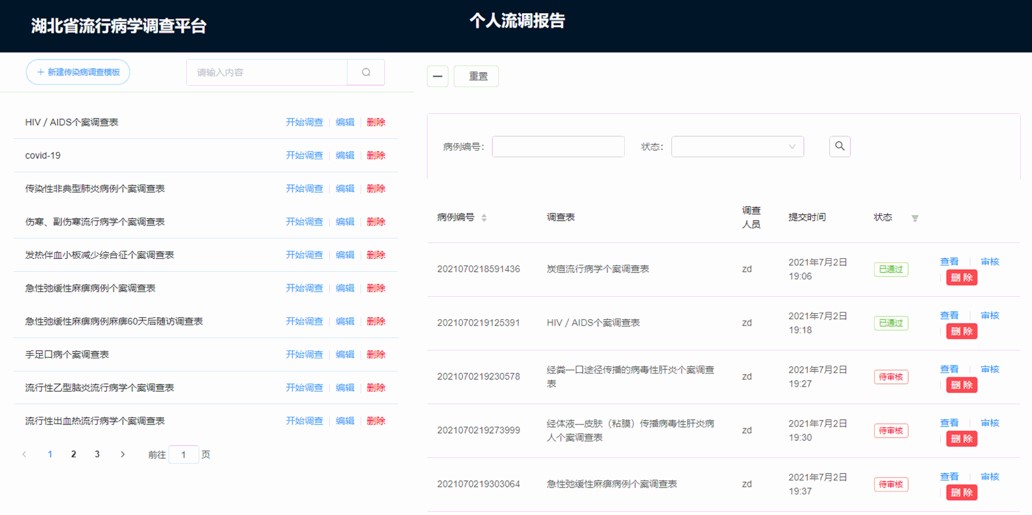 湖北省流行病学调查平台
个人流调报告
+ 新建传染病调查模板
请输入内容
HIV / AIDS个案调查表 开始调查 编辑 删除
covid-19 开始调查 编辑 删除
传染性非典型肺炎病例个案调查表 开始调查 编辑 删除
伤寒、副伤寒流行病学个案调查表 开始调查 编辑 删除
发热伴血小板减少综合征个案调查表 开始调查 编辑 删除
急性弛缓性麻痹病例个案调查表 开始调查 编辑 删除
急性弛缓性麻痹病例麻痹60天后随访调查表 开始调查 编辑 删除
手足口病个案调查表 开始调查 编辑 删除
流行性乙型脑炎流行病学个案调查表 开始调查 编辑 删除
流行性出血热流行病学个案调查表 开始调查 编辑 删除
1 2 3 前往 1 页
重置
病例编号： 状态：
病例编号 调查表 调查
人员 提交时间 状态
2021070218591436 炭疽流行病学个案调查表 zd 2021年7月2日
19:06 已通过 查看 审核
删 除
2021070219125391 HIV / AIDS个案调查表 zd 2021年7月2日
19:18 已通过 查看 审核
删 除
2021070219230578 经粪—口途径传播的病毒性肝炎个案调查
表 zd 2021年7月2日
19:27 待审核 查看 审核
删 除
2021070219273999 经体液—皮肤（粘膜）传播病毒性肝炎病
人个案调查表 zd 2021年7月2日
19:30 待审核 查看 审核
删 除
2021070219303064 急性弛缓性麻痹病例个案调查表 zd 2021年7月2日
19:37 待审核 查看 审核
删 除